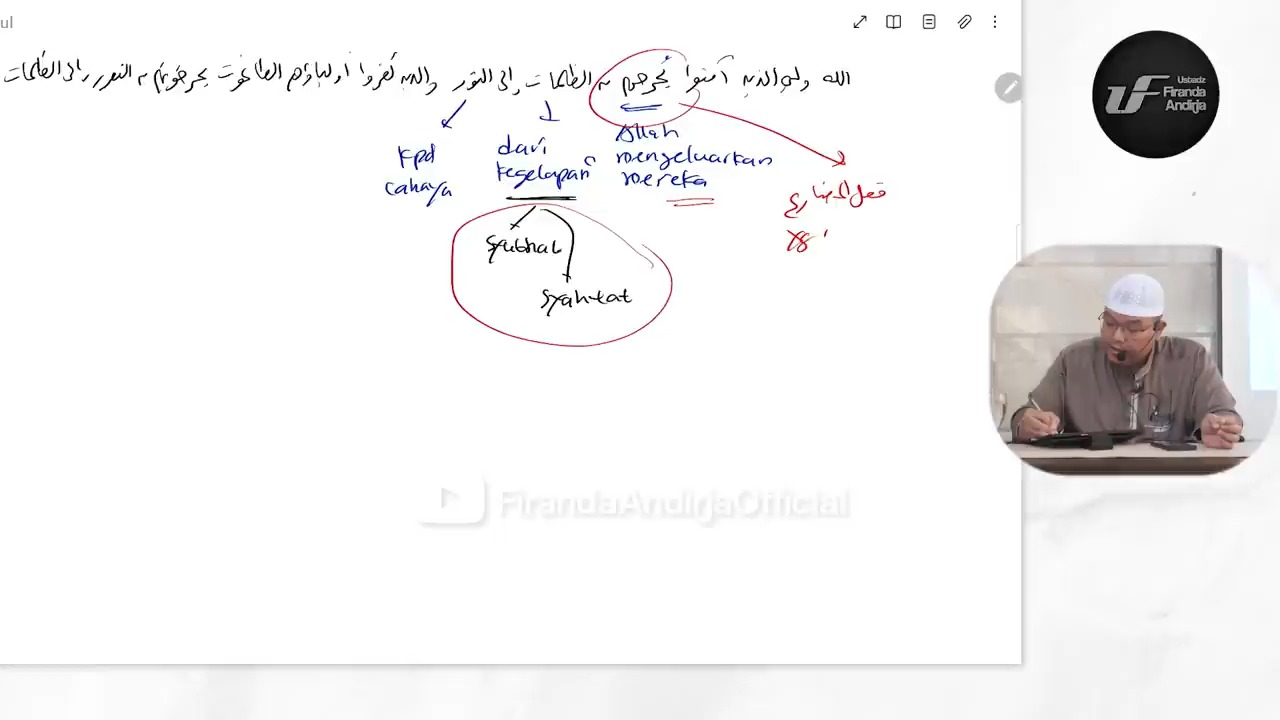 ul
الله ولي الذين آمنوا يخرجهم من الظلمات إلى النور والذين كفروا أولياؤهم الطاغوت يخرجونهم من النور إلى الظلمات
Allah
mengeluarkan
mereka
dari
kegelapan
kpd
cahaya
فعل المضارع
Syubhat
Syahwat
Ustadz
Firanda
Andirja
FirandaAndirjaOfficial